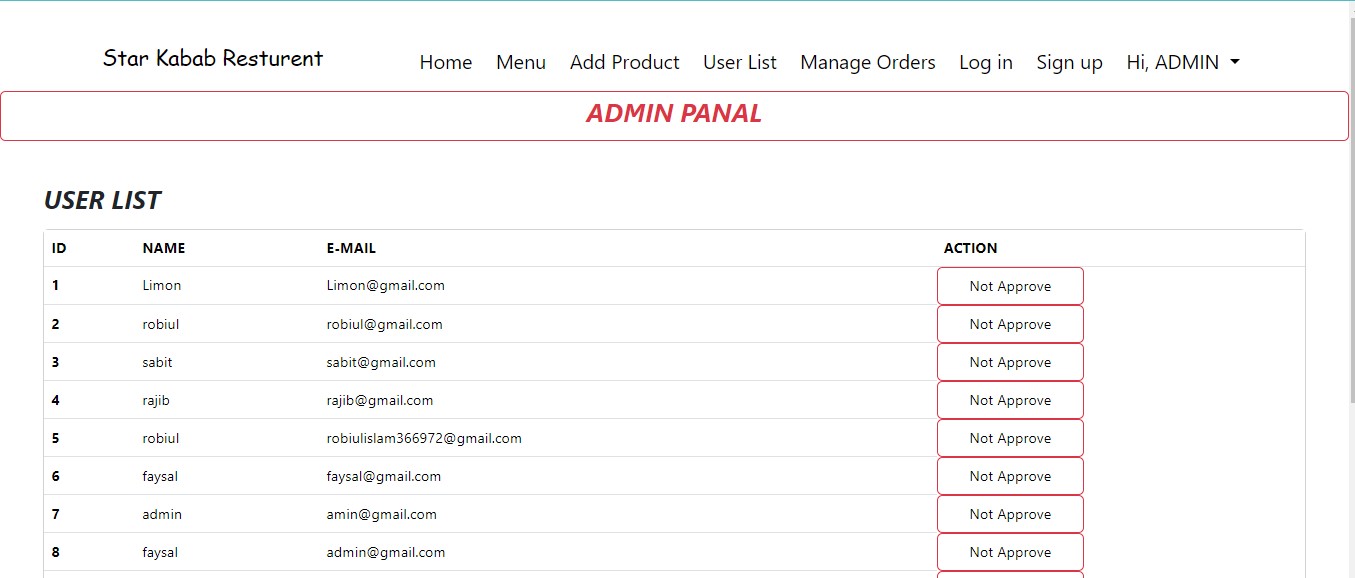 Star Kabab Resturent Home Menu Add Product User List Manage Orders Log in Sign up Hi, ADMIN
ADMIN PANAL
USER LIST
ID NAME E-MAIL ACTION
1 Limon Limon@gmail.com Not Approve
2 robiul robiul@gmail.com Not Approve
3 sabit sabit@gmail.com Not Approve
4 rajib rajib@gmail.com Not Approve
5 robiul robiulislam366972@gmail.com Not Approve
6 faysal faysal@gmail.com Not Approve
7 admin amin@gmail.com Not Approve
8 faysal admin@gmail.com Not Approve